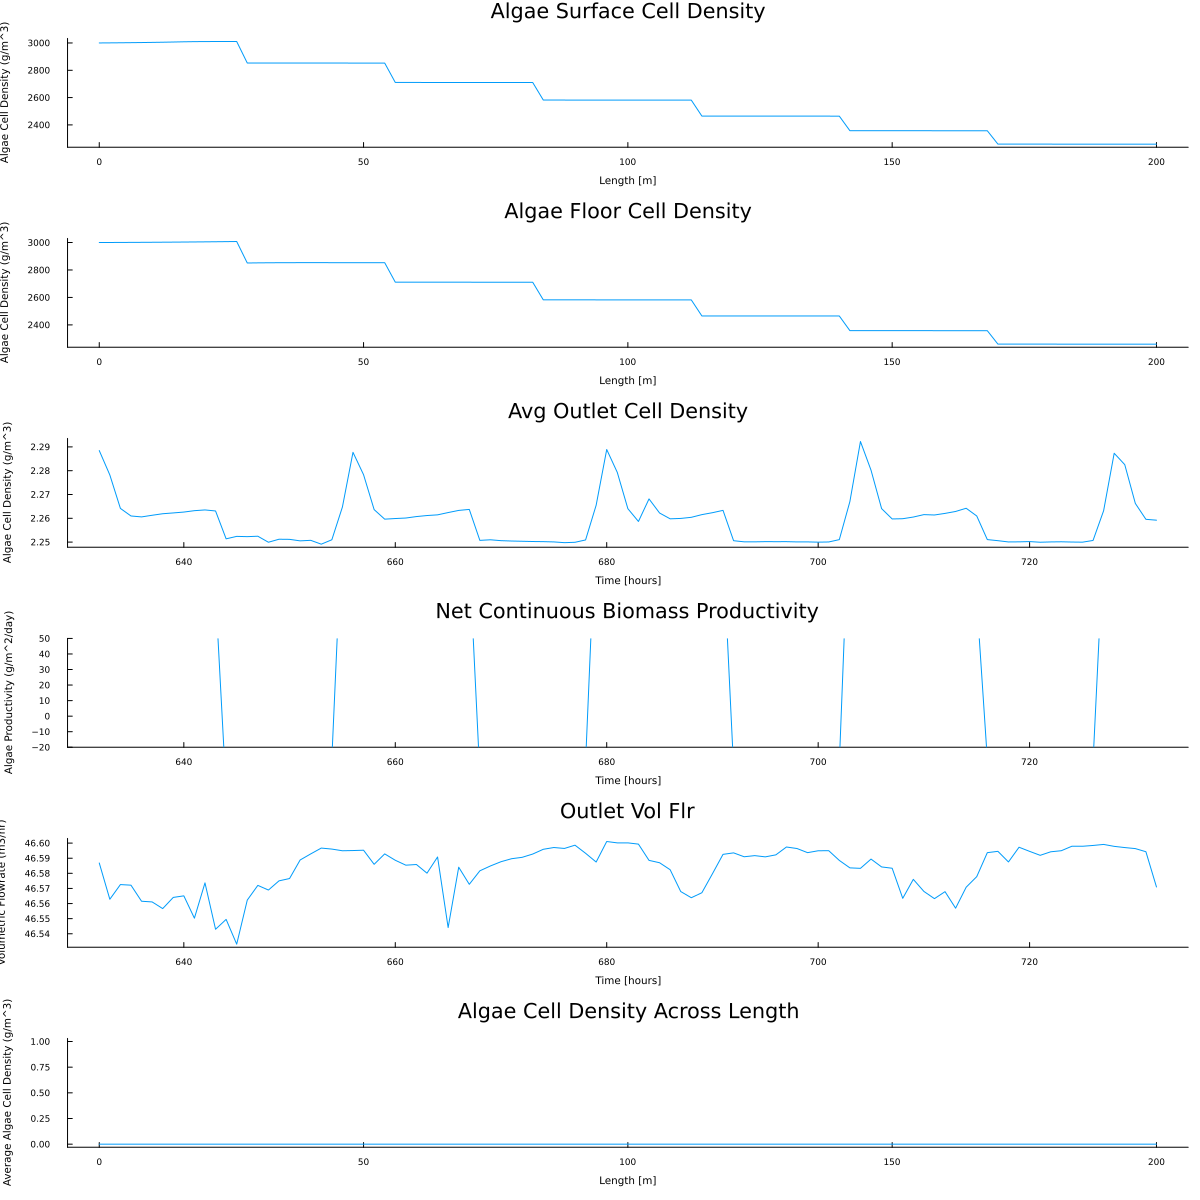 Algae Surface Cell Density
Algae Cell Density (g/m^3)
3000
2800
2600
2400
0 50 100 150 200
Length [m]
Algae Floor Cell Density
Algae Cell Density (g/m^3)
3000
2800
2600
2400
0 50 100 150 200
Length [m]
Avg Outlet Cell Density
Algae Cell Density (g/m^3)
2.29
2.28
2.27
2.26
2.25
640 660 680 700 720
Time [hours]
Net Continuous Biomass Productivity
Algae Productivity (g/m^2/day)
50
40
30
20
10
0
−10
−20
640 660 680 700 720
Time [hours]
Outlet Vol Flr
Volumetric Flowrate (m3/hr)
46.60
46.59
46.58
46.57
46.56
46.55
46.54
640 660 680 700 720
Time [hours]
Algae Cell Density Across Length
Average Algae Cell Density (g/m^3)
1.00
0.75
0.50
0.25
0.00
0 50 100 150 200
Length [m]